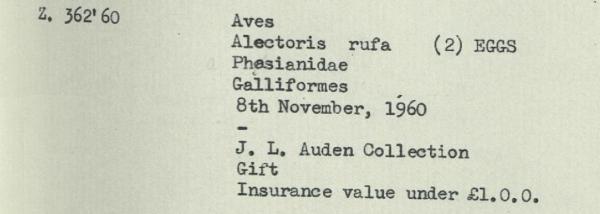 Z. 362'60
Aves
Alectoris rufa (2) EGGS
Phasianidae
Galliformes
8th November, 1960
-
J. L. Auden Collection
Gift
Insurance value under £1.0.0.